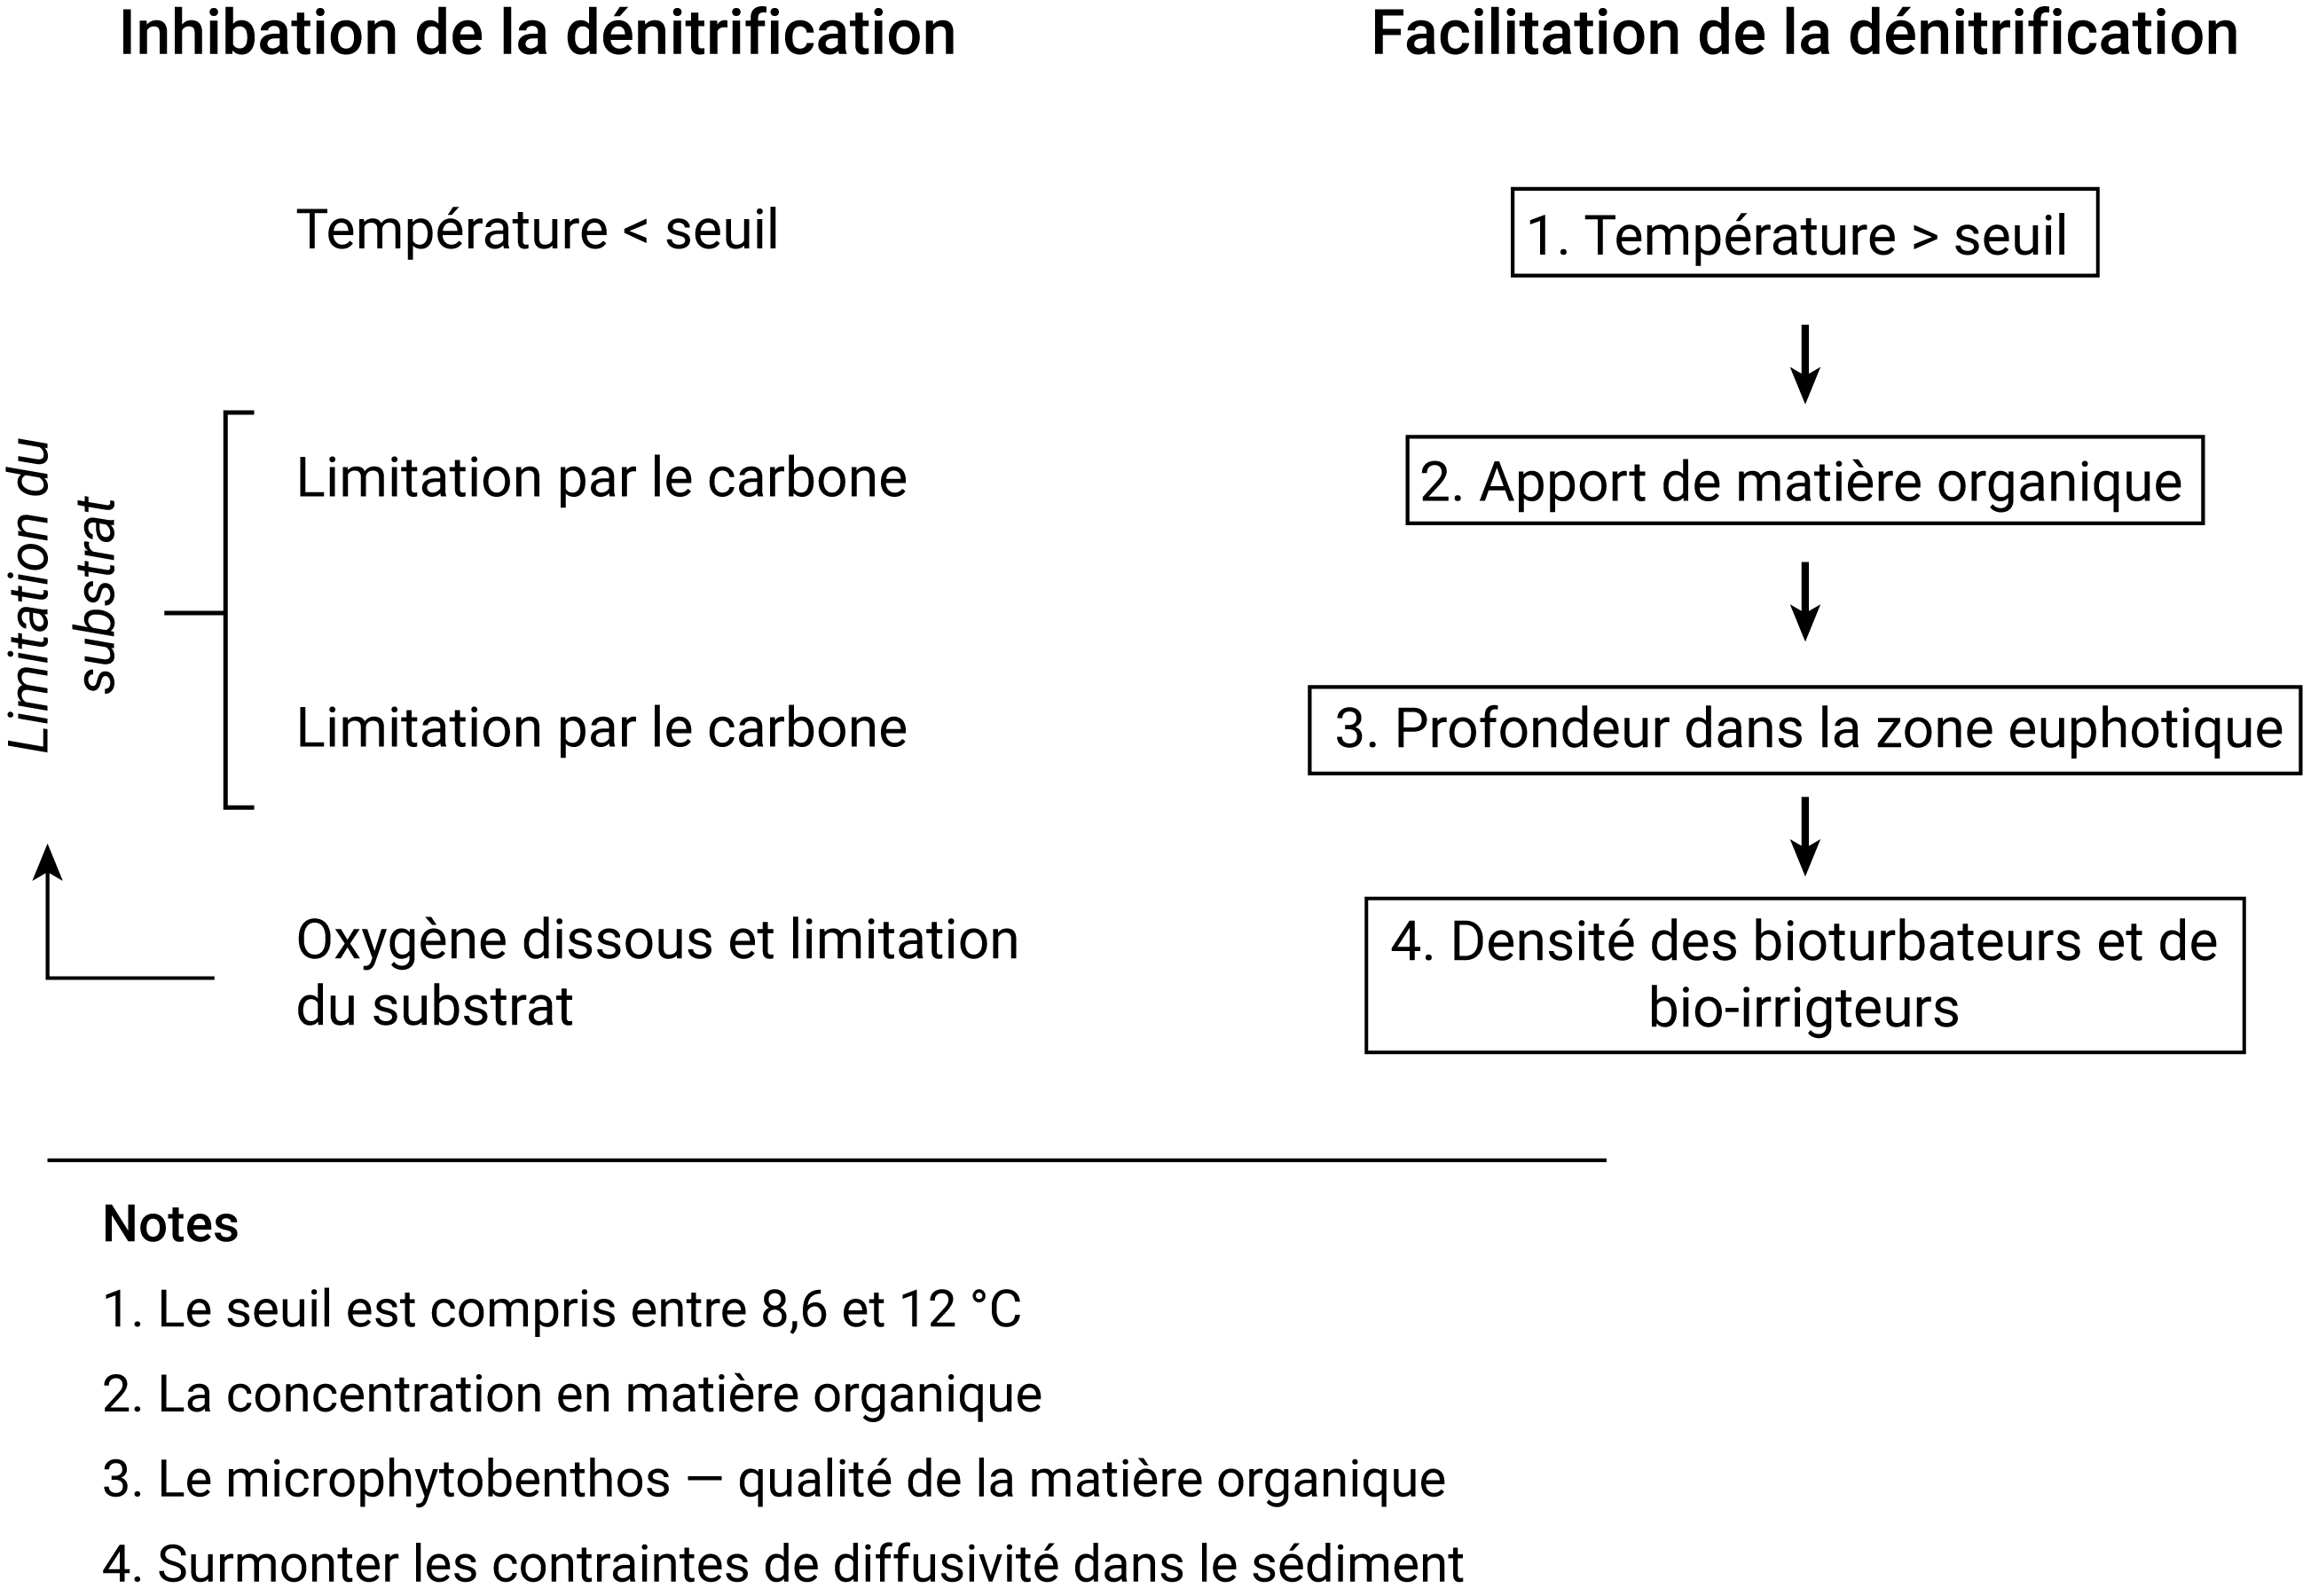 Inhibation de la dénitrrification
Facilitation de la dénitrification
Température < seuil
1. Température > seuil
Limitation du
substrat
Limitation par le carbone
2. Apport de matière organique
Limitation par le carbone
3. Profondeur dans la zone euphotique
Oxygène dissous et limitation
du substrat
4. Densité des bioturbateurs et de
bio-irrigteurs
Notes
1. Le seuil est compris entre 8,6 et 12 °C
2. La concentration en matière organique
3. Le microphytobenthos — qualité de la matière organique
4. Surmonter les contraintes de diffusivité dans le sédiment